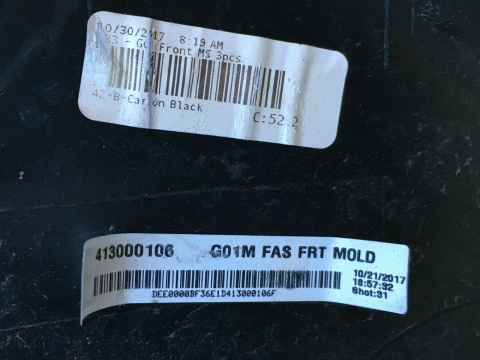 10/30/2017 8:19 AM
Front MS 3pcs.
42-B-Carbon Black
C:52.2
413000106 G01M FAS FRT MOLD
10/21/2017
18:57:32
Shot:31
DEE0000BF36E1D413000106F